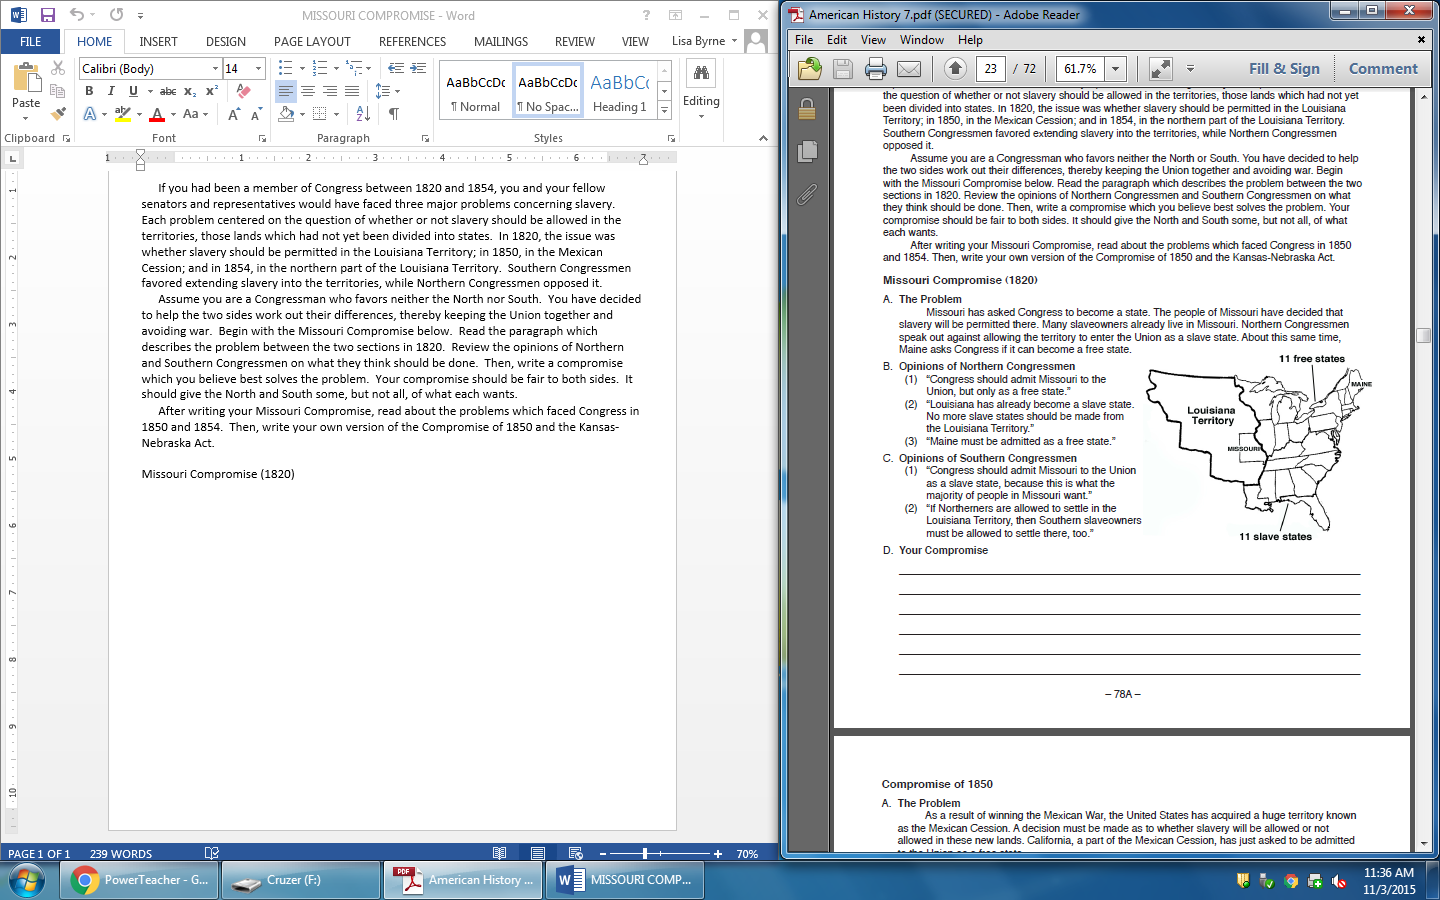 MISSOURI COMPROMISE - Word
FILE HOME INSERT DESIGN PAGE LAYOUT REFERENCES MAILINGS REVIEW VIEW Lisa Byrne
Calibri (Body) 14
Paste
B I U abc x₂ x²
A Aa A A
AaBbCcDc AaBbCcDc AaBbCc
¶ Normal ¶ No Spac... Heading 1
Editing
Clipboard Font Paragraph Styles
If you had been a member of Congress between 1820 and 1854, you and your fellow
senators and representatives would have faced three major problems concerning slavery.
Each problem centered on the question of whether or not slavery should be allowed in the
territories, those lands which had not yet been divided into states. In 1820, the issue was
whether slavery should be permitted in the Louisiana Territory; in 1850, in the Mexican
Cession; and in 1854, in the northern part of the Louisiana Territory. Southern Congressmen
favored extending slavery into the territories, while Northern Congressmen opposed it.
Assume you are a Congressman who favors neither the North nor South. You have decided
to help the two sides work out their differences, thereby keeping the Union together and
avoiding war. Begin with the Missouri Compromise below. Read the paragraph which
describes the problem between the two sections in 1820. Review the opinions of Northern
and Southern Congressmen on what they think should be done. Then, write a compromise
which you believe best solves the problem. Your compromise should be fair to both sides. It
should give the North and South some, but not all, of what each wants.
After writing your Missouri Compromise, read about the problems which faced Congress in
1850 and 1854. Then, write your own version of the Compromise of 1850 and the Kansas-
Nebraska Act.
Missouri Compromise (1820)
PAGE 1 OF 1 239 WORDS 70%
American History 7.pdf (SECURED) - Adobe Reader
File Edit View Window Help
23 / 72 61.7% Fill & Sign Comment
the question of whether or not slavery should be allowed in the territories, those lands which had not yet
been divided into states. In 1820, the issue was whether slavery should be permitted in the Louisiana
Territory; in 1850, in the Mexican Cession; and in 1854, in the northern part of the Louisiana Territory.
Southern Congressmen favored extending slavery into the territories, while Northern Congressmen
opposed it.
Assume you are a Congressman who favors neither the North or South. You have decided to help
the two sides work out their differences, thereby keeping the Union together and avoiding war. Begin
with the Missouri Compromise below. Read the paragraph which describes the problem between the two
sections in 1820. Review the opinions of Northern Congressmen and Southern Congressmen on what
they think should be done. Then, write a compromise which you believe best solves the problem. Your
compromise should be fair to both sides. It should give the North and South some, but not all, of what
each wants.
After writing your Missouri Compromise, read about the problems which faced Congress in 1850
and 1854. Then, write your own version of the Compromise of 1850 and the Kansas-Nebraska Act.
Missouri Compromise (1820)
A. The Problem
Missouri has asked Congress to become a state. The people of Missouri have decided that
slavery will be permitted there. Many slaveowners already live in Missouri. Northern Congressmen
speak out against allowing the territory to enter the Union as a slave state. About this same time,
Maine asks Congress if it can become a free state.
B. Opinions of Northern Congressmen
(1) “Congress should admit Missouri to the
Union, but only as a free state.”
(2) “Louisiana has already become a slave state.
No more slave states should be made from
the Louisiana Territory.”
(3) “Maine must be admitted as a free state.”
C. Opinions of Southern Congressmen
(1) “Congress should admit Missouri to the Union
as a slave state, because this is what the
majority of people in Missouri want.”
(2) “If Northerners are allowed to settle in the
Louisiana Territory, then Southern slaveowners
must be allowed to settle there, too.”
11 free states
MAINE
Louisiana
Territory
MISSOURI
11 slave states
D. Your Compromise
– 78A –
Compromise of 1850
A. The Problem
As a result of winning the Mexican War, the United States has acquired a huge territory known
as the Mexican Cession. A decision must be made as to whether slavery will be allowed or not
allowed in these new lands. California, a part of the Mexican Cession, has just asked to be admitted
PowerTeacher - G... Cruzer (F:) American History ... MISSOURI COMP...
11:36 AM
11/3/2015